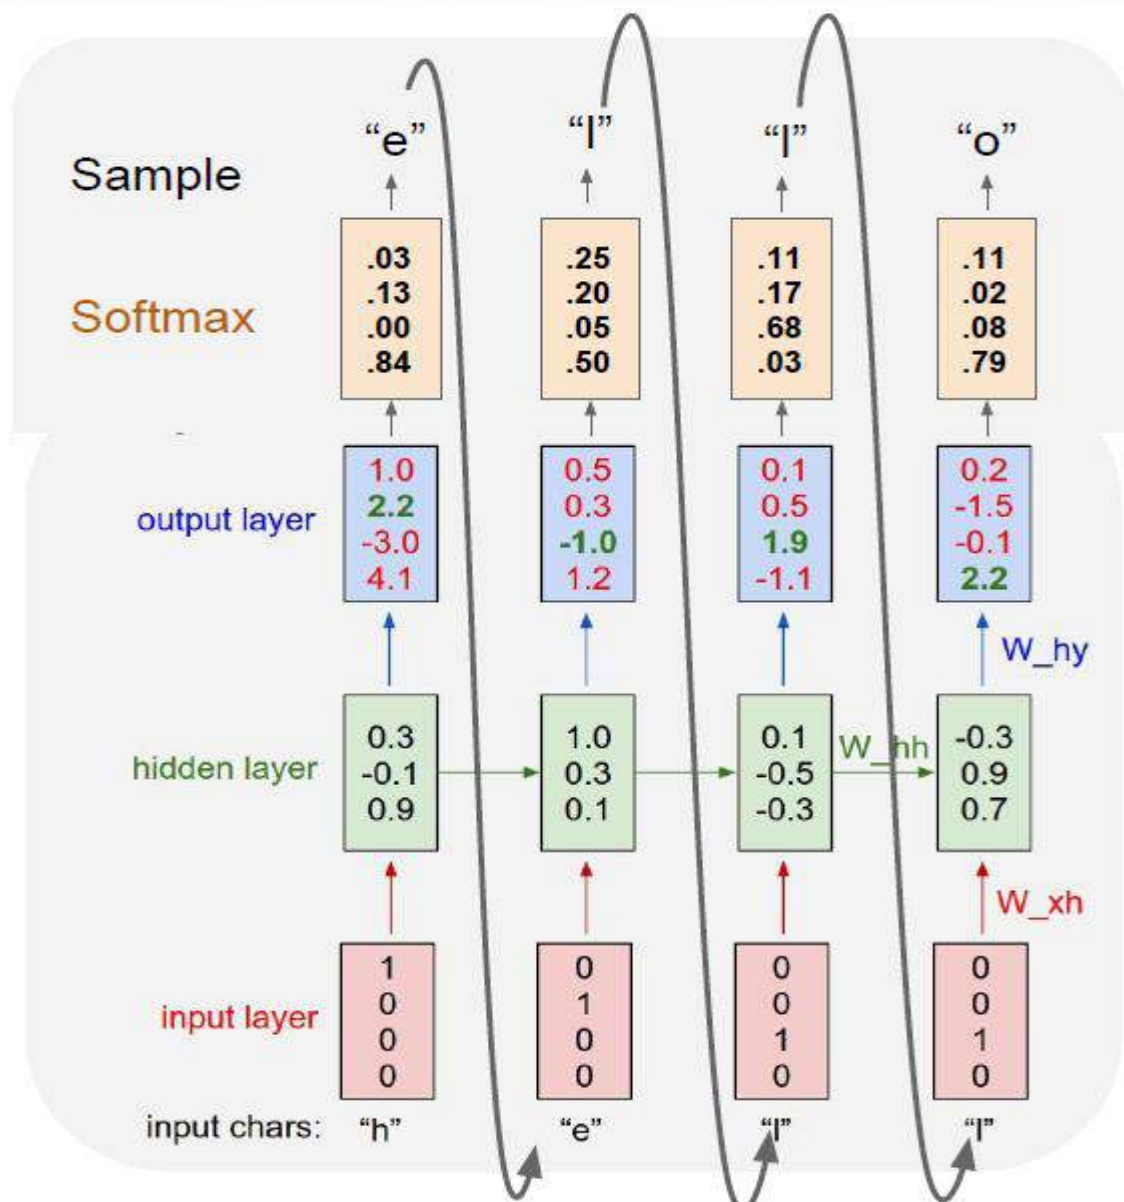 Sample
“e” “l” “l” “o”
Softmax
.03 .25 .11 .11
.13 .20 .17 .02
.00 .05 .68 .08
.84 .50 .03 .79
output layer
1.0 0.5 0.1 0.2
2.2 0.3 0.5 -1.5
-3.0 -1.0 1.9 -0.1
4.1 1.2 -1.1 2.2
W_hy
hidden layer
0.3 1.0 0.1 -0.3
-0.1 0.3 -0.5 0.9
0.9 0.1 -0.3 0.7
W_hh
W_xh
input layer
1 0 0 0
0 1 0 0
0 0 1 1
0 0 0 0
input chars: “h” “e” “l” “l”